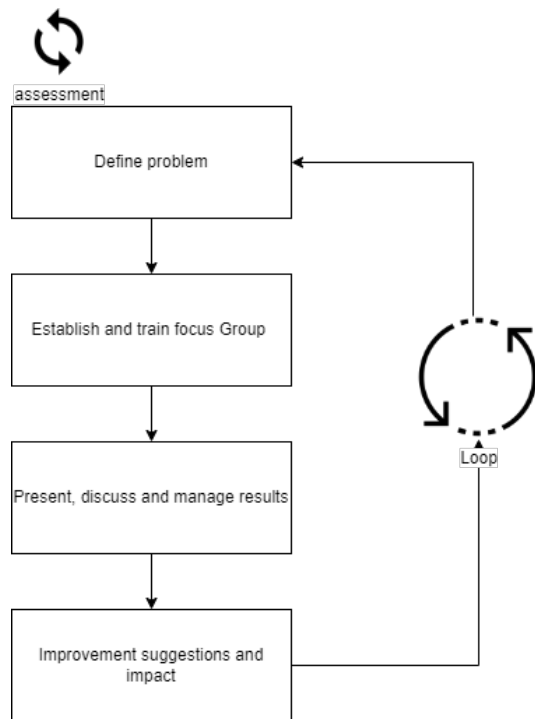 assessment
Define problem
Establish and train focus Group
Present, discuss and manage results
Loop
Improvement suggestions and
impact